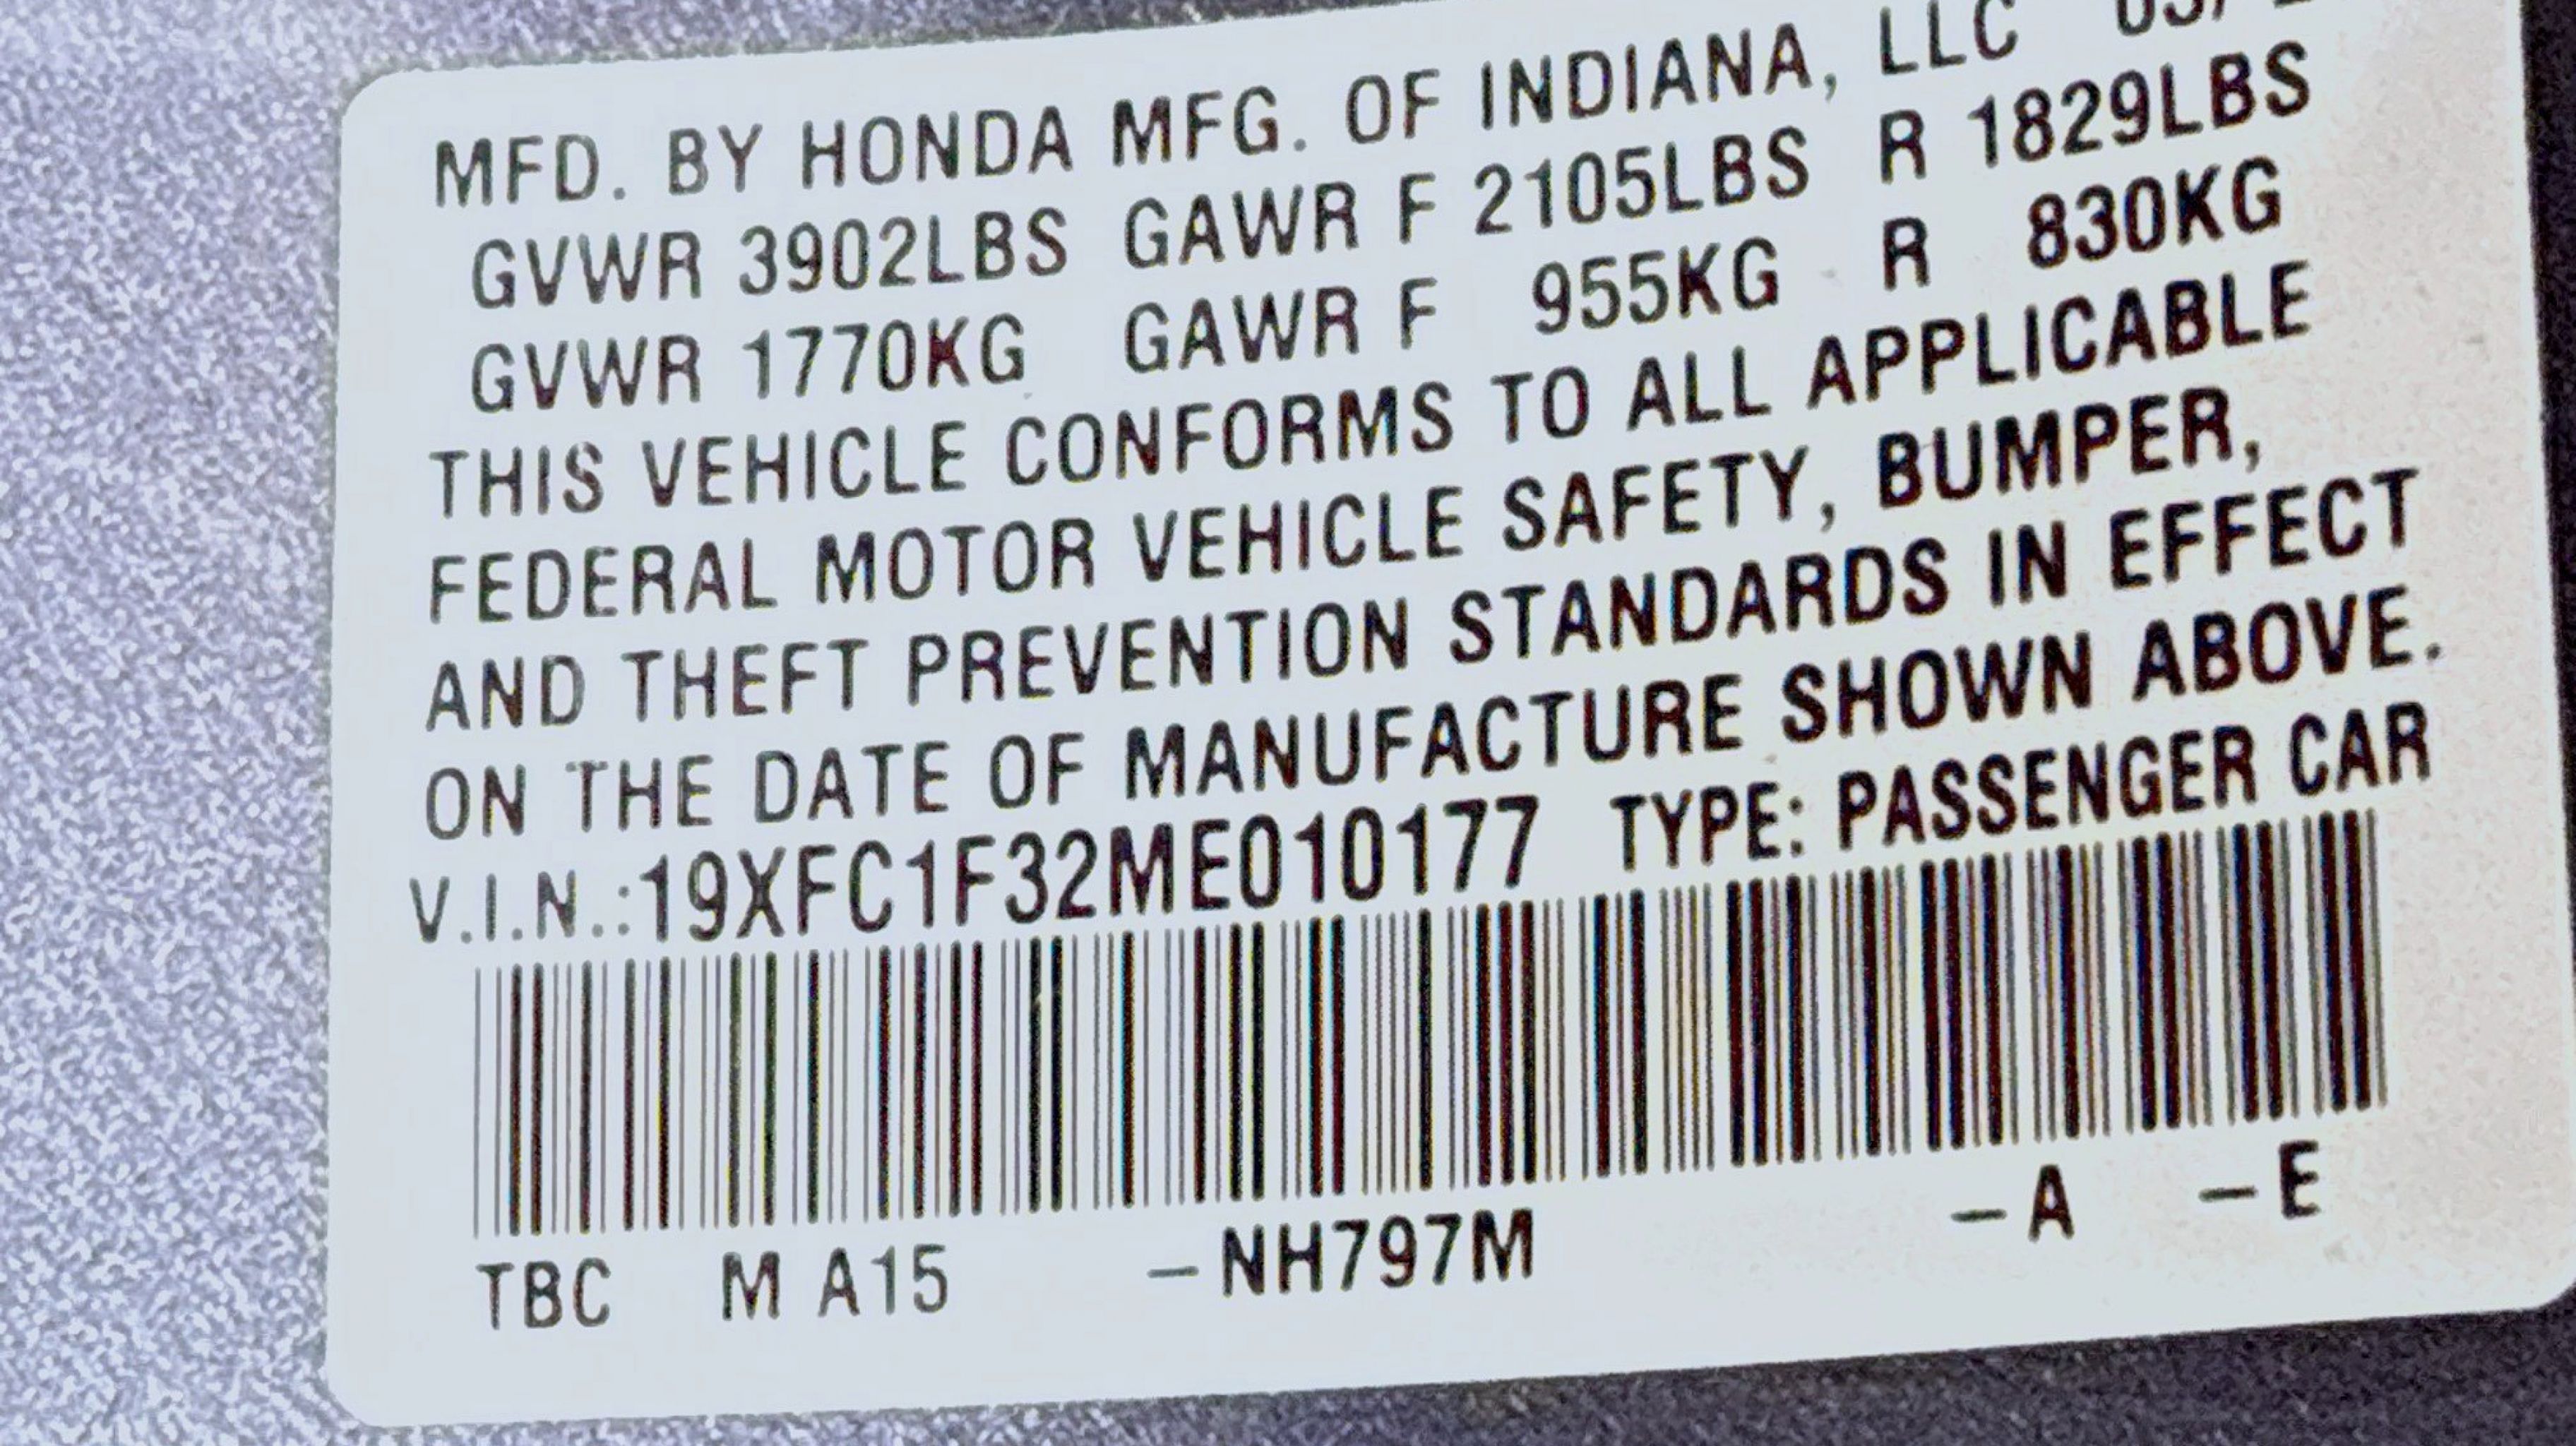 MFD. BY HONDA MFG. OF INDIANA, LLC
GVWR 3902LBS GAWR F 2105LBS R 1829LBS
GVWR 1770KG GAWR F 955KG R 830KG
THIS VEHICLE CONFORMS TO ALL APPLICABLE
FEDERAL MOTOR VEHICLE SAFETY, BUMPER,
AND THEFT PREVENTION STANDARDS IN EFFECT
ON THE DATE OF MANUFACTURE SHOWN ABOVE.
V.I.N.:19XFC1F32ME010177 TYPE: PASSENGER CAR
TBC M A15 –NH797M –A –E